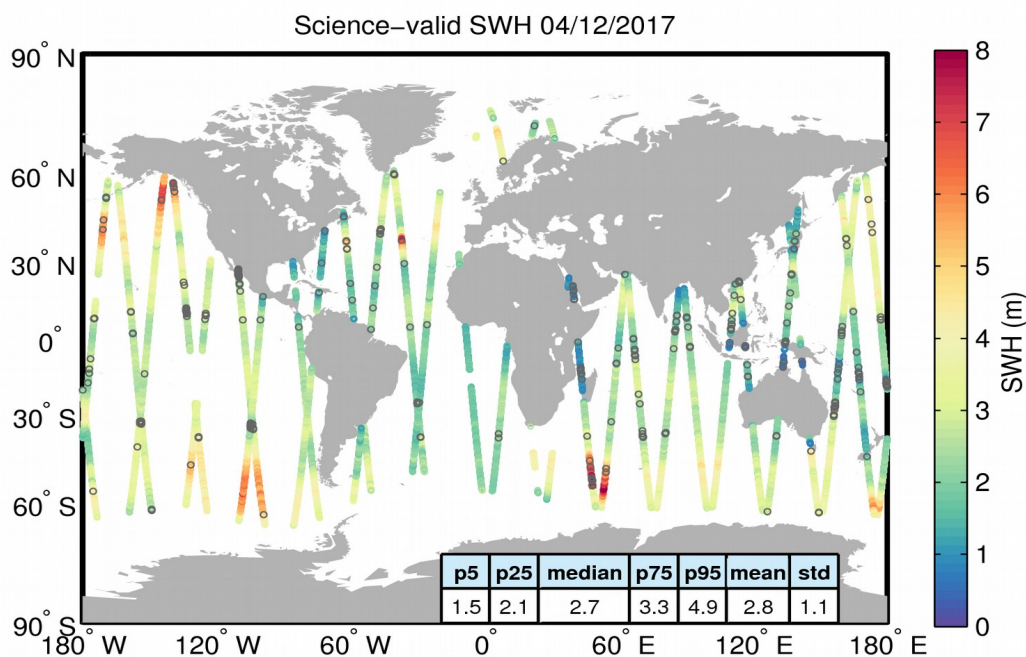 Science−valid SWH 04/12/2017
90° N
60° N
30° N
0°
30° S
60° S
90° S
180° W
120° W
60° W
0°
60° E
120° E
180° E
8
7
6
5
4
3
2
1
0
SWH (m)
p5 p25 median p75 p95 mean std
1.5 2.1 2.7 3.3 4.9 2.8 1.1